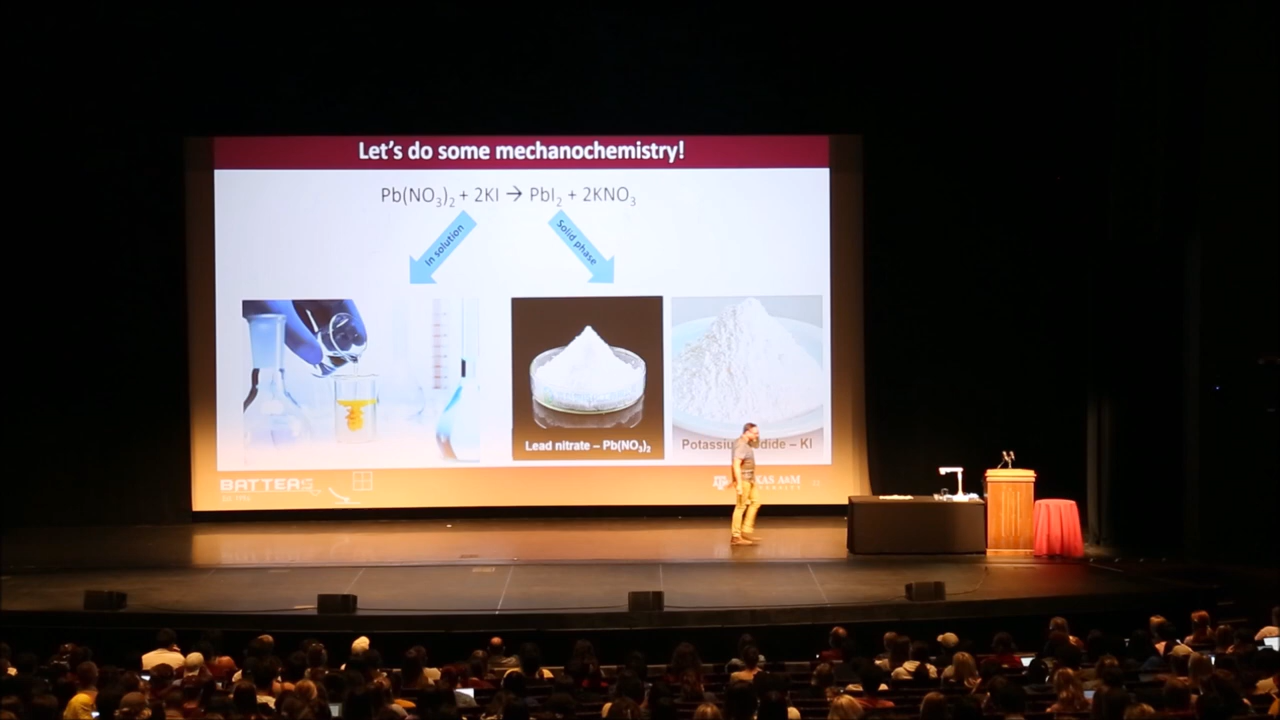 Let's do some mechanochemistry!
Pb(NO₃)₂ + 2KI → PbI₂ + 2KNO₃
In solution
Solid phase
Lead nitrate – Pb(NO₃)₂
– KI
BATTEAS
A&M